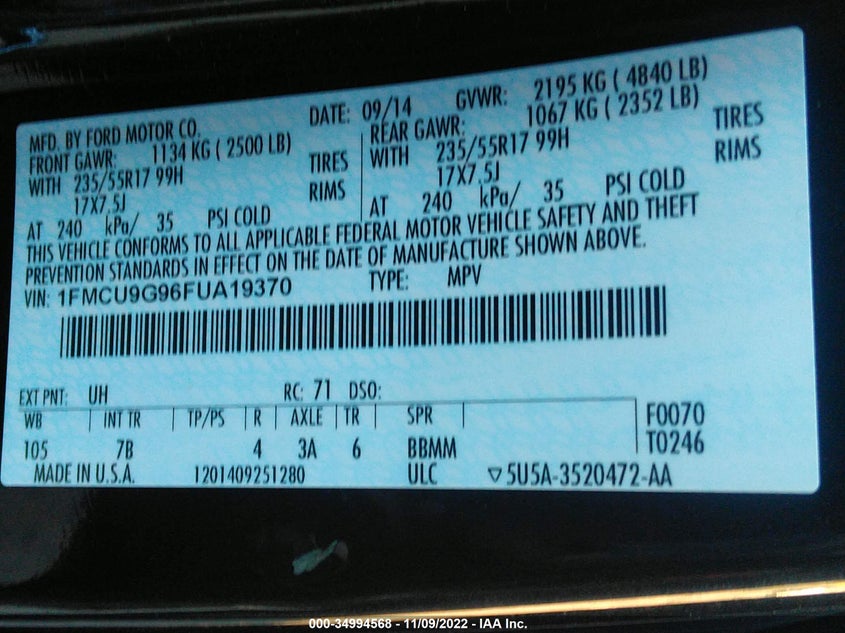 MFD. BY FORD MOTOR CO. DATE: 09/14 GVWR: 2195 KG ( 4840 LB)
FRONT GAWR: 1134 KG ( 2500 LB) REAR GAWR: 1067 KG ( 2352 LB)
WITH 235/55R17 99H TIRES WITH 235/55R17 99H TIRES
17X7.5J RIMS 17X7.5J RIMS
AT 240 kPa/ 35 PSI COLD AT 240 kPa/ 35 PSI COLD
THIS VEHICLE CONFORMS TO ALL APPLICABLE FEDERAL MOTOR VEHICLE SAFETY AND THEFT
PREVENTION STANDARDS IN EFFECT ON THE DATE OF MANUFACTURE SHOWN ABOVE.
VIN: 1FMCU9G96FUA19370 TYPE: MPV
EXT PNT: UH RC: 71 DSO:
WB INT TR TP/PS R AXLE TR SPR F0070
105 7B 4 3A 6 BBMM T0246
MADE IN U.S.A. 1201409251280 ULC ▽5U5A-3520472-AA
000-34994568 - 11/09/2022 - IAA Inc.